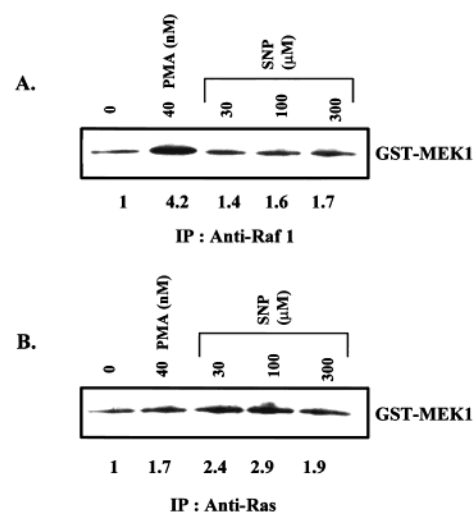 A.
PMA (nM)
SNP
(μM)
0
40
30
100
300
GST-MEK1
1 4.2 1.4 1.6 1.7
IP : Anti-Raf 1
B.
PMA (nM)
SNP
(μM)
0
40
30
100
300
GST-MEK1
1 1.7 2.4 2.9 1.9
IP : Anti-Ras